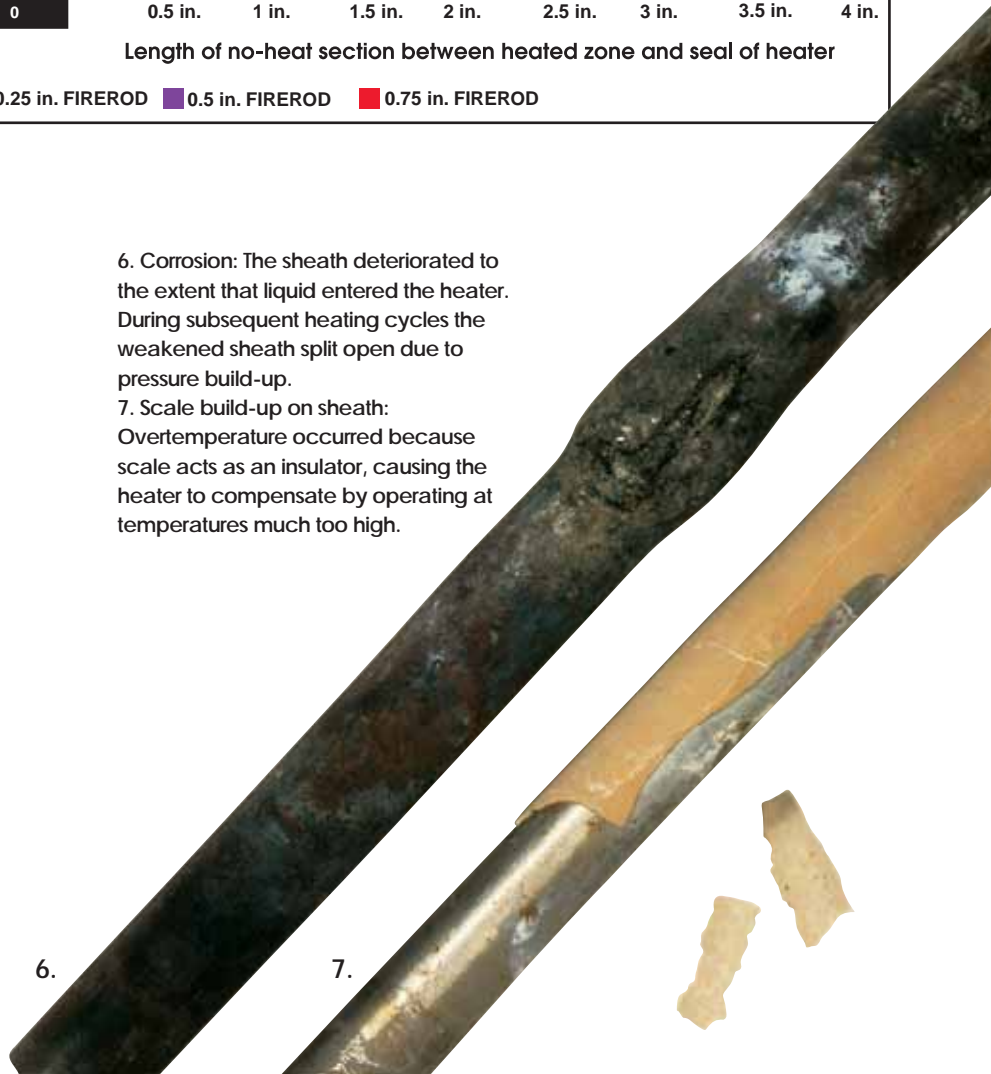 0 0.5 in. 1 in. 1.5 in. 2 in. 2.5 in. 3 in. 3.5 in. 4 in.
Length of no-heat section between heated zone and seal of heater
0.25 in. FIREROD 0.5 in. FIREROD 0.75 in. FIREROD
6. Corrosion: The sheath deteriorated to
the extent that liquid entered the heater.
During subsequent heating cycles the
weakened sheath split open due to
pressure build-up.
7. Scale build-up on sheath:
Overtemperature occurred because
scale acts as an insulator, causing the
heater to compensate by operating at
temperatures much too high.
6.
7.